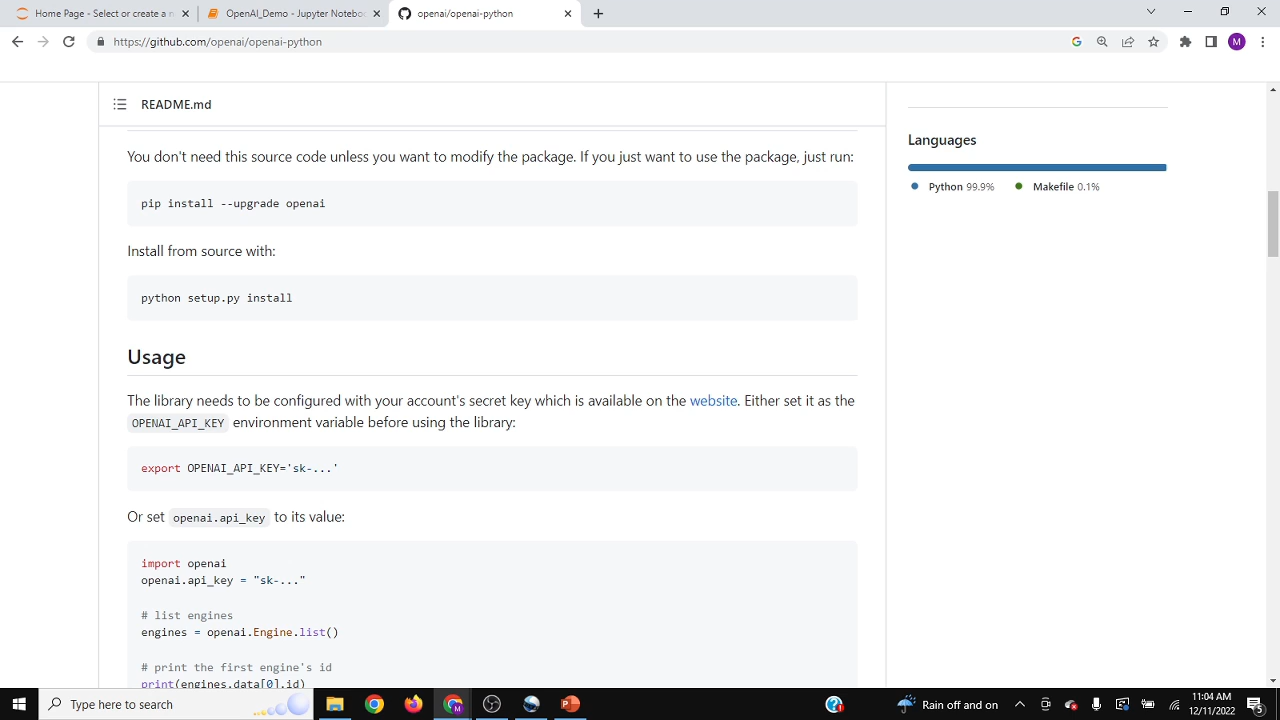 Home Page - Select or create a n
OpenAI_Demo - Jupyter Noteboo
openai/openai-python
https://github.com/openai/openai-python
G
M
README.md
You don't need this source code unless you want to modify the package. If you just want to use the package, just run:
pip install --upgrade openai
Install from source with:
python setup.py install
Usage
The library needs to be configured with your account's secret key which is available on the website. Either set it as the
OPENAI_API_KEY environment variable before using the library:
export OPENAI_API_KEY='sk-...'
Or set openai.api_key to its value:
import openai
openai.api_key = "sk-..."
# list engines
engines = openai.Engine.list()
# print the first engine's id
print(engines.data[0].id)
Languages
Python 99.9%
Makefile 0.1%
Type here to search
Rain off and on
11:04 AM
12/11/2022
5